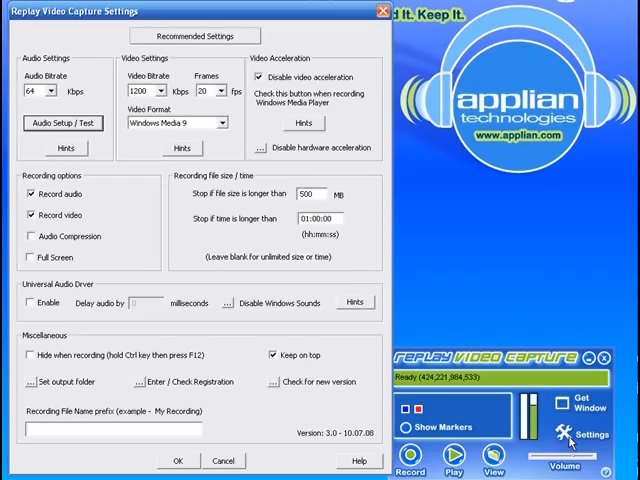 Replay Video Capture Settings
Recommended Settings
Audio Settings
Audio Bitrate
64 Kbps
Audio Setup / Test
Hints
Video Settings
Video Bitrate Frames
1200 Kbps 20 fps
Video Format
Windows Media 9
Hints
Video Acceleration
Disable video acceleration
Check this button when recording
Windows Media Player
Hints
... Disable hardware acceleration
Recording options
Record audio
Record video
Audio Compression
Full Screen
Recording file size / time
Stop if file size is longer than 500 MB
Stop if time is longer than 01:00:00
(hh:mm:ss)
(Leave blank for unlimited size or time)
Universal Audio Drver
Enable Delay audio by 0 milliseconds ... Disable Windows Sounds Hints
Miscellaneous
Hide when recording (hold Ctrl key then press F12) Keep on top
... Set output folder ... Enter / Check Registration ... Check for new version
Recording File Name prefix (example - My Recording)
Version: 3.0 - 10.07.08
OK Cancel Help
d It. Keep It.
applian
technologies
www.applian.com
REPLAY VIDEO CAPTURE
Ready (424,221,984,533)
Show Markers
Get
Window
Settings
Record Play View Volume
?